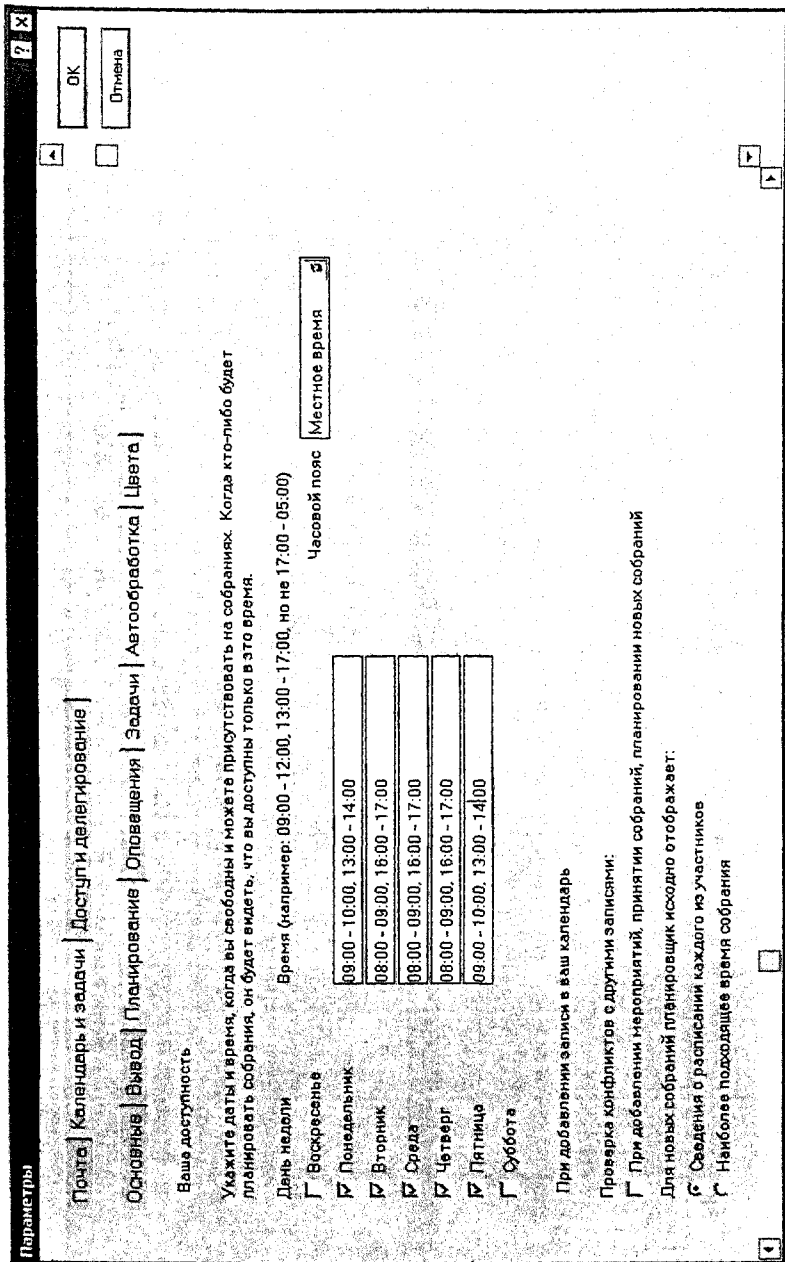 Параметры
? X
Почта Календарь и задачи Доступ и делегирование
OK
Основные Вывод Планирование Оповещения Задачи Автообработка Цвета
Отмена
Ваша доступность
Укажите даты и время, когда вы свободны и можете присутствовать на собраниях. Когда кто-либо будет
планировать собрания, он будет видеть, что вы доступны только в это время.
День недели Время (например: 09:00 - 12:00, 13:00 - 17:00, но не 17:00 - 05:00)
Воскресенье Часовой пояс Местное время
Понедельник 09:00 - 10:00, 13:00 - 14:00
Вторник 08:00 - 09:00, 16:00 - 17:00
Среда 08:00 - 09:00, 16:00 - 17:00
Четверг 08:00 - 09:00, 16:00 - 17:00
Пятница 09:00 - 10:00, 13:00 - 14:00
Суббота
При добавлении записи в ваш календарь
Проверка конфликтов с другими записями:
При добавлении мероприятий, принятии собраний, планировании новых собраний
Для новых собраний планировщик исходно отображает:
Сведения о расписании каждого из участников
Наиболее подходящее время собрания